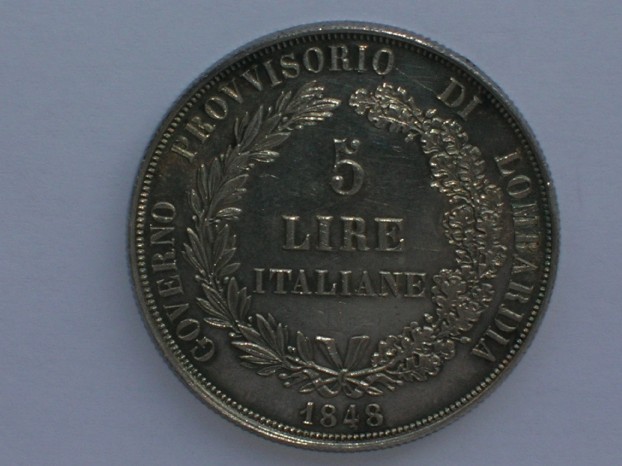 GOVERNO PROVVISORIO DI LOMBARDIA
5
LIRE
ITALIANE
1848